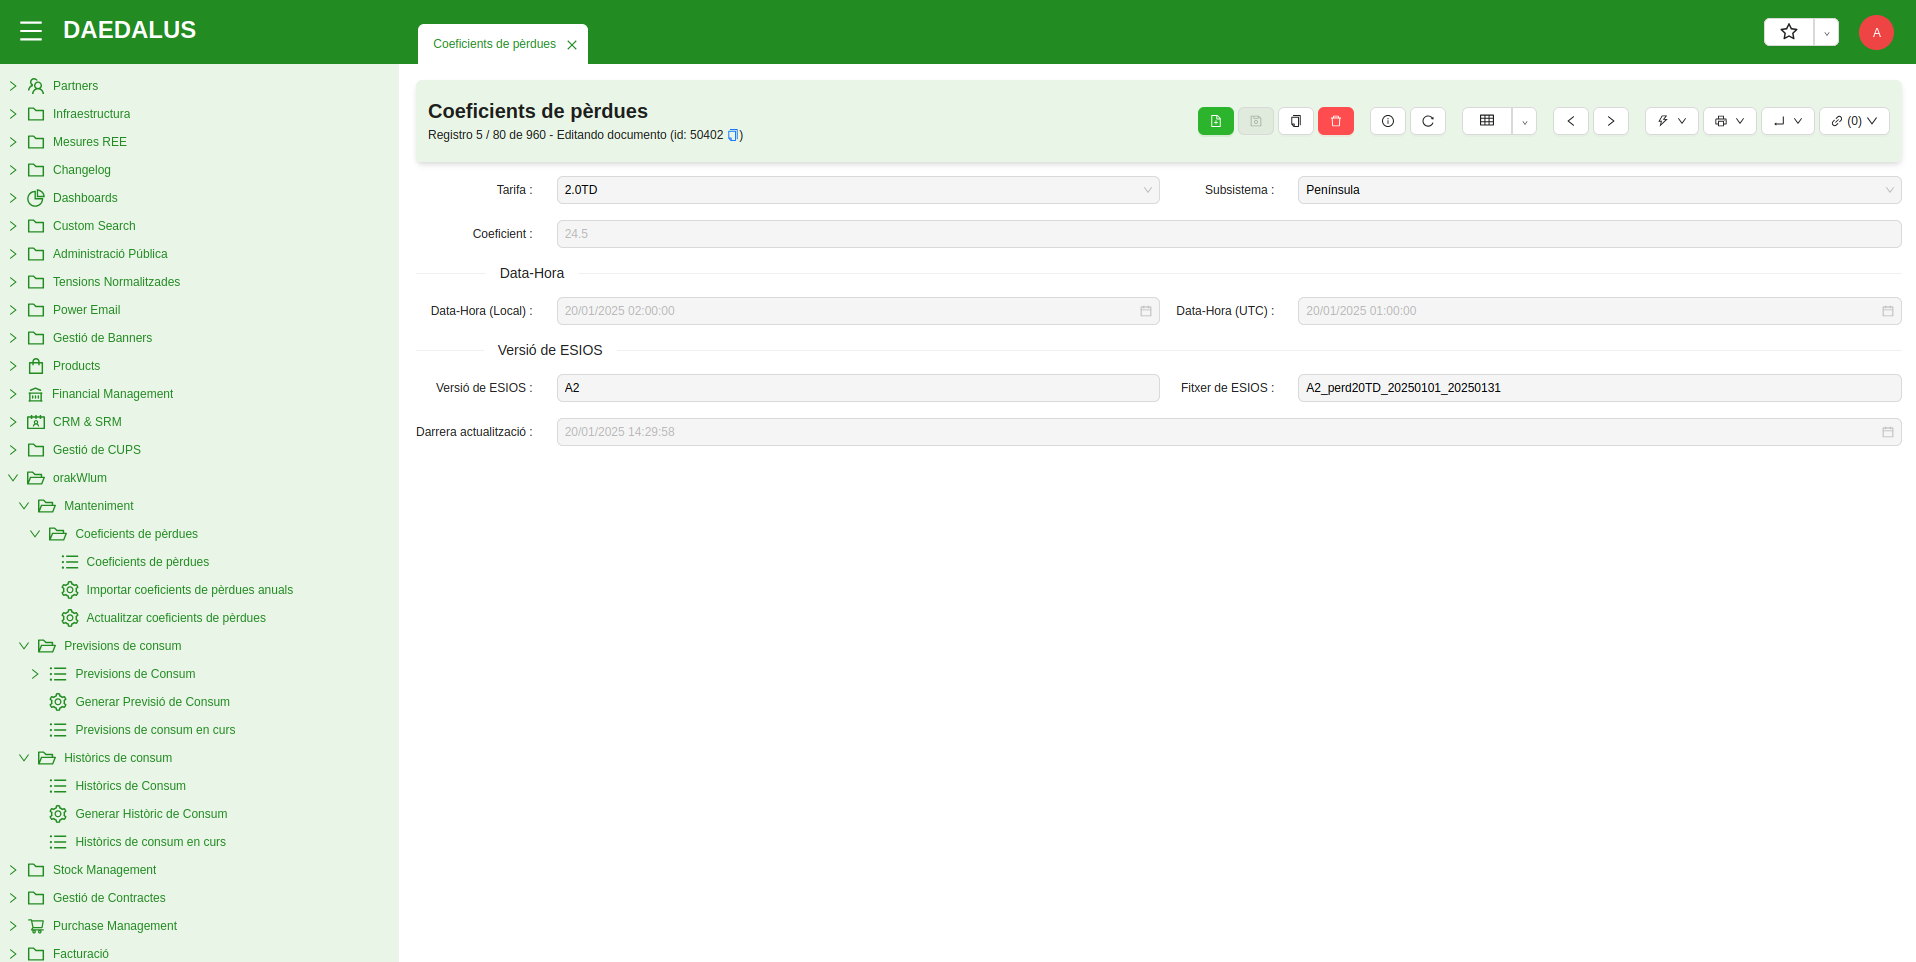 DAEDALUS
Coeficients de pèrdues
A
Partners
Infraestructura
Mesures REE
Changelog
Dashboards
Custom Search
Administració Pública
Tensions Normalitzades
Power Email
Gestió de Banners
Products
Financial Management
CRM & SRM
Gestió de CUPS
orakWlum
Manteniment
Coeficients de pèrdues
Coeficients de pèrdues
Importar coeficients de pèrdues anuals
Actualitzar coeficients de pèrdues
Previsions de consum
Previsions de Consum
Generar Previsió de Consum
Previsions de consum en curs
Històrics de consum
Històrics de Consum
Generar Històric de Consum
Històrics de consum en curs
Stock Management
Gestió de Contractes
Purchase Management
Facturació
Coeficients de pèrdues
Registro 5 / 80 de 960 - Editando documento (id: 50402 )
(0)
Tarifa : 2.0TD Subsistema : Península
Coeficient : 24.5
Data-Hora
Data-Hora (Local) : 20/01/2025 02:00:00 Data-Hora (UTC) : 20/01/2025 01:00:00
Versió de ESIOS
Versió de ESIOS : A2 Fitxer de ESIOS : A2_perd20TD_20250101_20250131
Darrera actualització : 20/01/2025 14:29:58